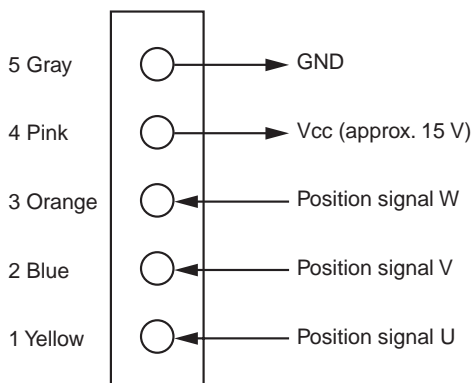 5 Gray GND
4 Pink Vcc (approx. 15 V)
3 Orange Position signal W
2 Blue Position signal V
1 Yellow Position signal U